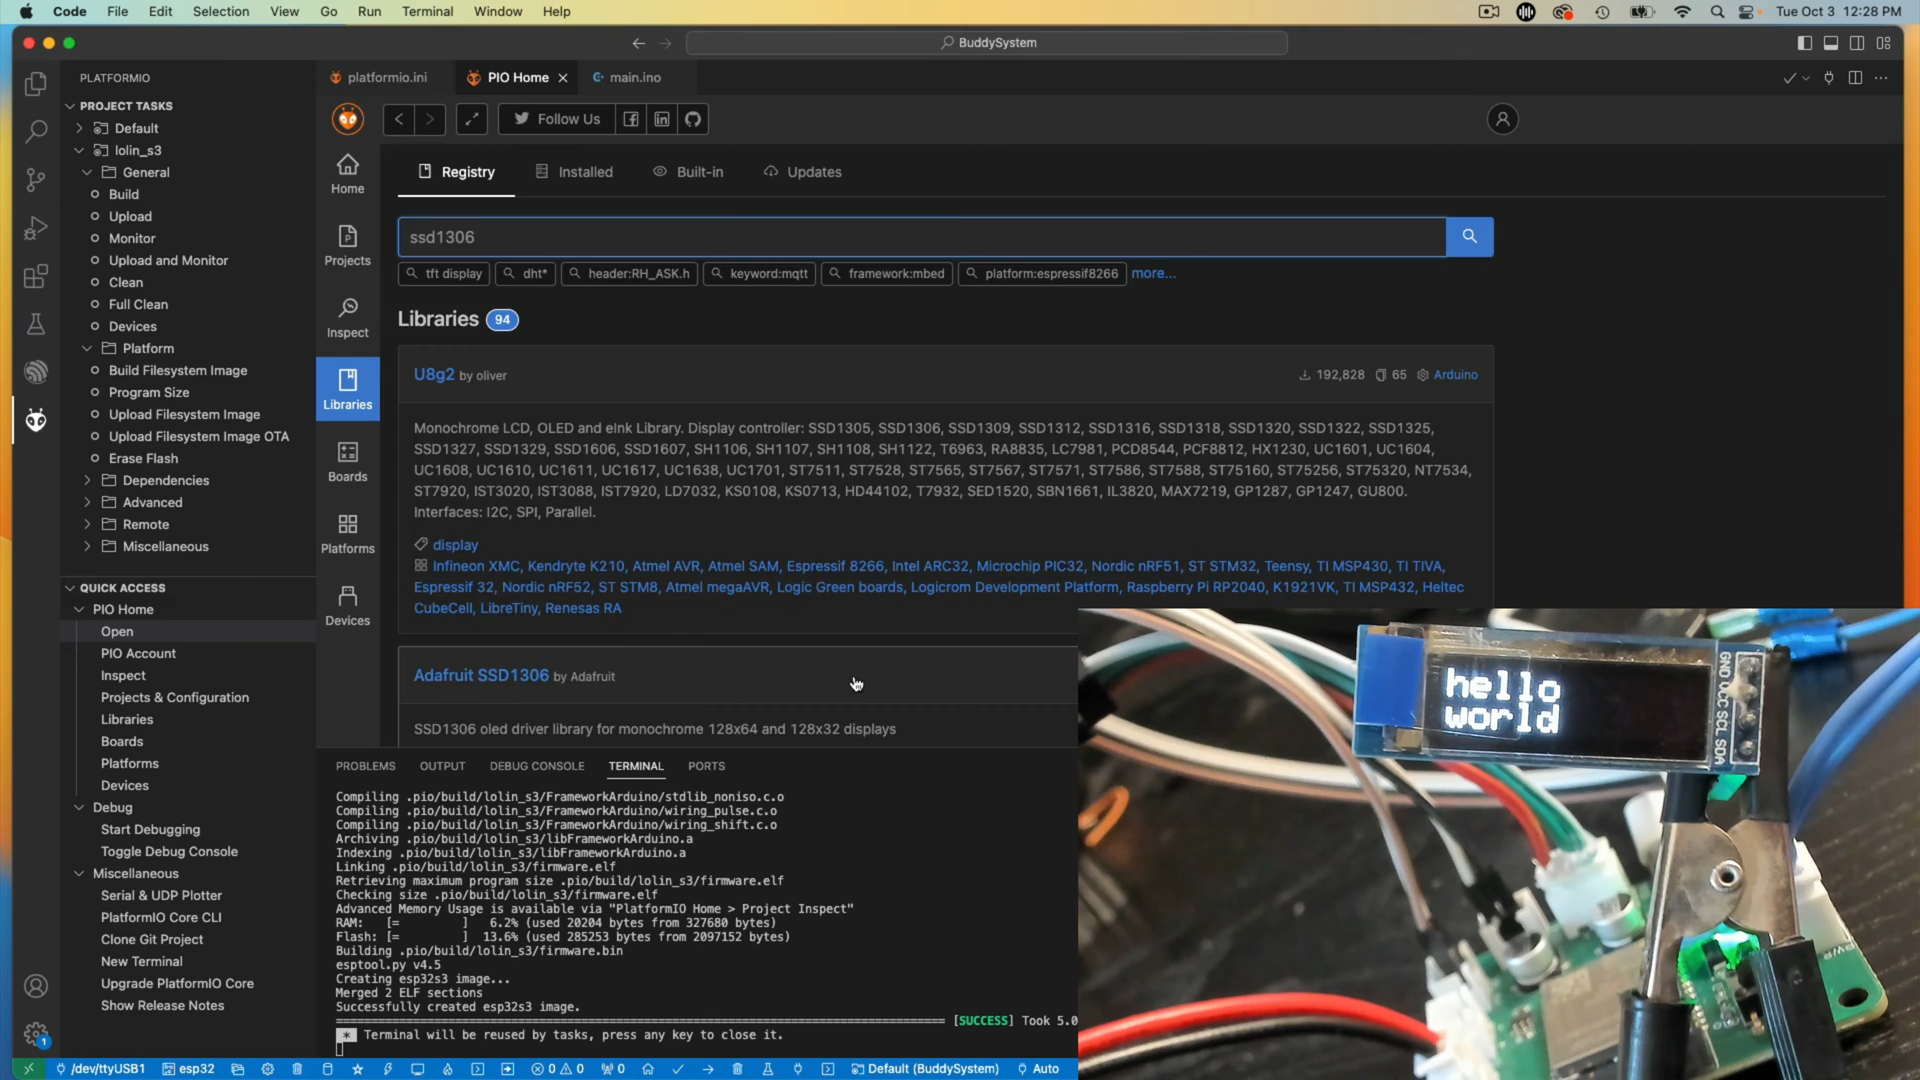 Code File Edit Selection View Go Run Terminal Window Help
Tue Oct 3 12:28 PM
BuddySystem
PLATFORMIO
PROJECT TASKS
Default
lolin_s3
General
Build
Upload
Monitor
Upload and Monitor
Clean
Full Clean
Devices
Platform
Build Filesystem Image
Program Size
Upload Filesystem Image
Upload Filesystem Image OTA
Erase Flash
Dependencies
Advanced
Remote
Miscellaneous
QUICK ACCESS
PIO Home
Open
PIO Account
Inspect
Projects & Configuration
Libraries
Boards
Platforms
Devices
Debug
Start Debugging
Toggle Debug Console
Miscellaneous
Serial & UDP Plotter
PlatformIO Core CLI
Clone Git Project
New Terminal
Upgrade PlatformIO Core
Show Release Notes
1
platformio.ini PIO Home main.ino
Follow Us
Home
Projects
Inspect
Libraries
Boards
Platforms
Devices
Registry Installed Built-in Updates
ssd1306
tft display dht* header:RH_ASK.h keyword:mqtt framework:mbed platform:espressif8266 more...
Libraries 94
U8g2 by oliver 192,828 65 Arduino
Monochrome LCD, OLED and eInk Library. Display controller: SSD1305, SSD1306, SSD1309, SSD1312, SSD1316, SSD1318, SSD1320, SSD1322, SSD1325,
SSD1327, SSD1329, SSD1606, SSD1607, SH1106, SH1107, SH1108, SH1122, T6963, RA8835, LC7981, PCD8544, PCF8812, HX1230, UC1601, UC1604,
UC1608, UC1610, UC1611, UC1617, UC1638, UC1701, ST7511, ST7528, ST7565, ST7567, ST7571, ST7586, ST7588, ST75160, ST75256, ST75320, NT7534,
ST7920, IST3020, IST3088, IST7920, LD7032, KS0108, KS0713, HD44102, T7932, SED1520, SBN1661, IL3820, MAX7219, GP1287, GP1247, GU800.
Interfaces: I2C, SPI, Parallel.
display
Infineon XMC, Kendryte K210, Atmel AVR, Atmel SAM, Espressif 8266, Intel ARC32, Microchip PIC32, Nordic nRF51, ST STM32, Teensy, TI MSP430, TI TIVA,
Espressif 32, Nordic nRF52, ST STM8, Atmel megaAVR, Logic Green boards, Logicrom Development Platform, Raspberry Pi RP2040, K1921VK, TI MSP432, Heltec
CubeCell, LibreTiny, Renesas RA
Adafruit SSD1306 by Adafruit
SSD1306 oled driver library for monochrome 128x64 and 128x32 displays
PROBLEMS OUTPUT DEBUG CONSOLE TERMINAL PORTS
Compiling .pio/build/lolin_s3/FrameworkArduino/stdlib_noniso.c.o
Compiling .pio/build/lolin_s3/FrameworkArduino/wiring_pulse.c.o
Compiling .pio/build/lolin_s3/FrameworkArduino/wiring_shift.c.o
Archiving .pio/build/lolin_s3/libFrameworkArduino.a
Indexing .pio/build/lolin_s3/libFrameworkArduino.a
Linking .pio/build/lolin_s3/firmware.elf
Retrieving maximum program size .pio/build/lolin_s3/firmware.elf
Checking size .pio/build/lolin_s3/firmware.elf
Advanced Memory Usage is available via "PlatformIO Home > Project Inspect"
RAM: [= ] 6.2% (used 20204 bytes from 327680 bytes)
Flash: [= ] 13.6% (used 285253 bytes from 2097152 bytes)
Building .pio/build/lolin_s3/firmware.bin
esptool.py v4.5
Creating esp32s3 image...
Merged 2 ELF sections
Successfully created esp32s3 image.
[SUCCESS] Took 5.0
* Terminal will be reused by tasks, press any key to close it.
hello
world
GND VCC SCL SDA
/dev/ttyUSB1 esp32 0 0 0 Default (BuddySystem) Auto